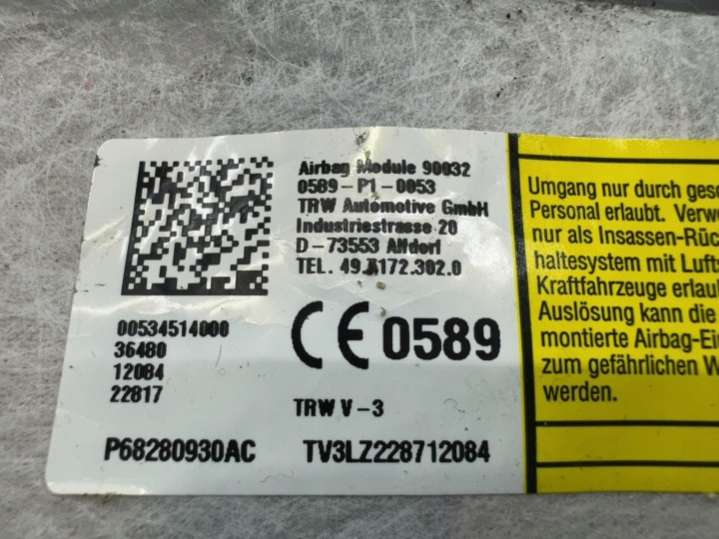 Airbag Module 90032
0589-P1-0053
TRW Automotive GmbH
Industriestrasse 20
D-73553 Alfdorf
TEL. 49.7172.302.0
CE 0589
00534514000
36480
12084
22817
TRW V-3
P68280930AC
TV3LZ228712084
Umgang nur durch
Personal erlaubt.
nur als
haltesystem mit
Kraftfahrzeuge
Auslösung kann die
montierte
zum gefährlichen
werden.